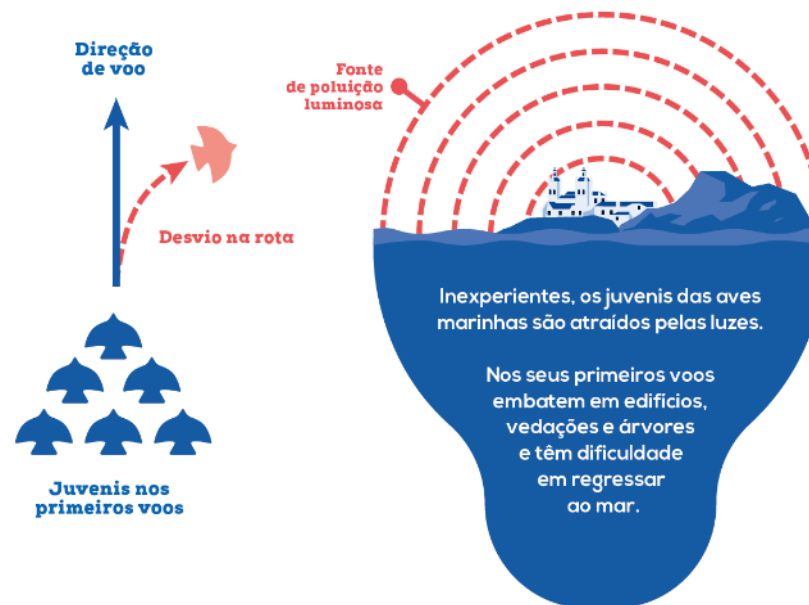 Direção
de voo
Desvio na rota
Juvenis nos
primeiros voos
Fonte
de poluição
luminosa
Inexperientes, os juvenis das aves
marinhas são atraídos pelas luzes.
Nos seus primeiros voos
embatem em edifícios,
vedações e árvores
e têm dificuldade
em regressar
ao mar.